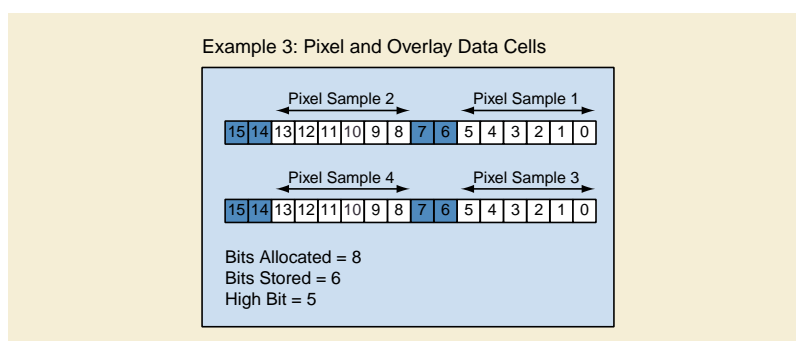 Example 3: Pixel and Overlay Data Cells
Pixel Sample 2 Pixel Sample 1
15 14 13 12 11 10 9 8 7 6 5 4 3 2 1 0
Pixel Sample 4 Pixel Sample 3
15 14 13 12 11 10 9 8 7 6 5 4 3 2 1 0
Bits Allocated = 8
Bits Stored = 6
High Bit = 5